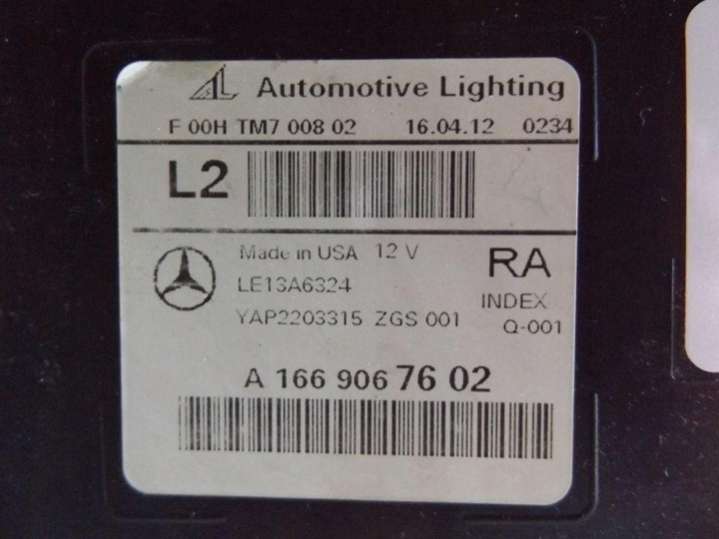 AL Automotive Lighting
F 00H TM7 008 02 16.04.12 0234
L2
Made in USA 12 V
RA
LE13A6324
INDEX
YAP2203315 ZGS 001
Q-001
A 166 906 76 02